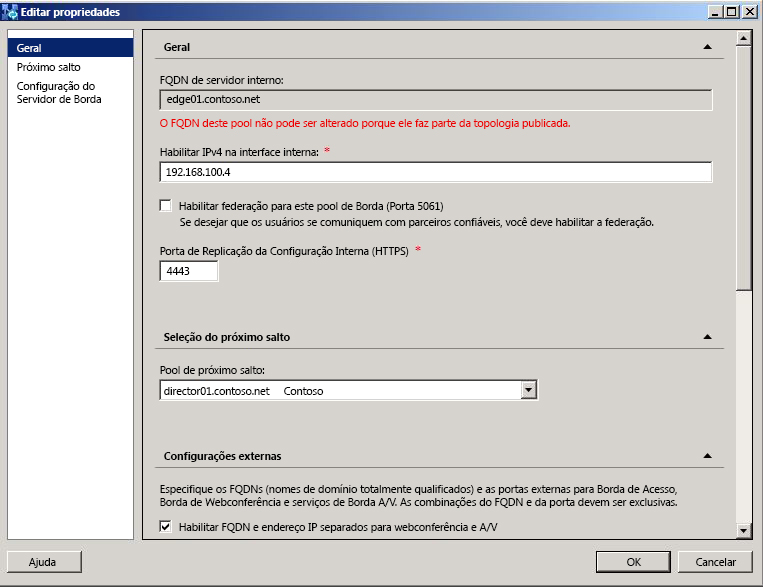 Editar propriedades
Geral
Próximo salto
Configuração do
Servidor de Borda
Geral
FQDN de servidor interno:
edge01.contoso.net
O FQDN deste pool não pode ser alterado porque ele faz parte da topologia publicada.
Habilitar IPv4 na interface interna: *
192.168.100.4
Habilitar federação para este pool de Borda (Porta 5061)
Se desejar que os usuários se comuniquem com parceiros confiáveis, você deve habilitar a federação.
Porta de Replicação da Configuração Interna (HTTPS) *
4443
Seleção do próximo salto
Pool de próximo salto:
director01.contoso.net Contoso
Configurações externas
Especifique os FQDNs (nomes de domínio totalmente qualificados) e as portas externas para Borda de Acesso,
Borda de Webconferência e serviços de Borda A/V. As combinações do FQDN e da porta devem ser exclusivas.
Habilitar FQDN e endereço IP separados para webconferência e A/V
Ajuda
OK
Cancelar